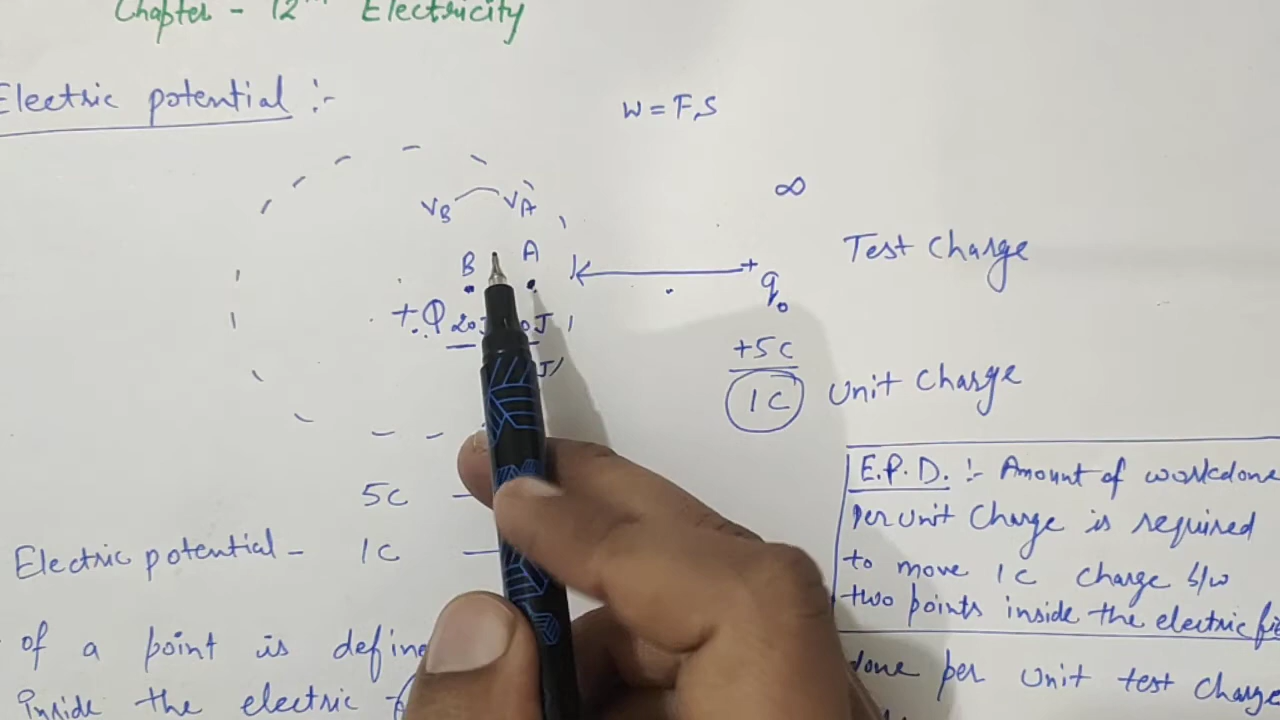 Chapter - 12th Electricity
Electric potential :-
W = F.S
∞
VB VA
B A
Test Charge
+ q₀
+Q 20J
+5C
1C Unit Charge
5C
Electric potential - 1C
E.P.D. :- Amount of workdone
Per Unit Charge is required
to move 1C Charge b/w
two points inside the electric
of a point is
inside the electric
done per unit test charge